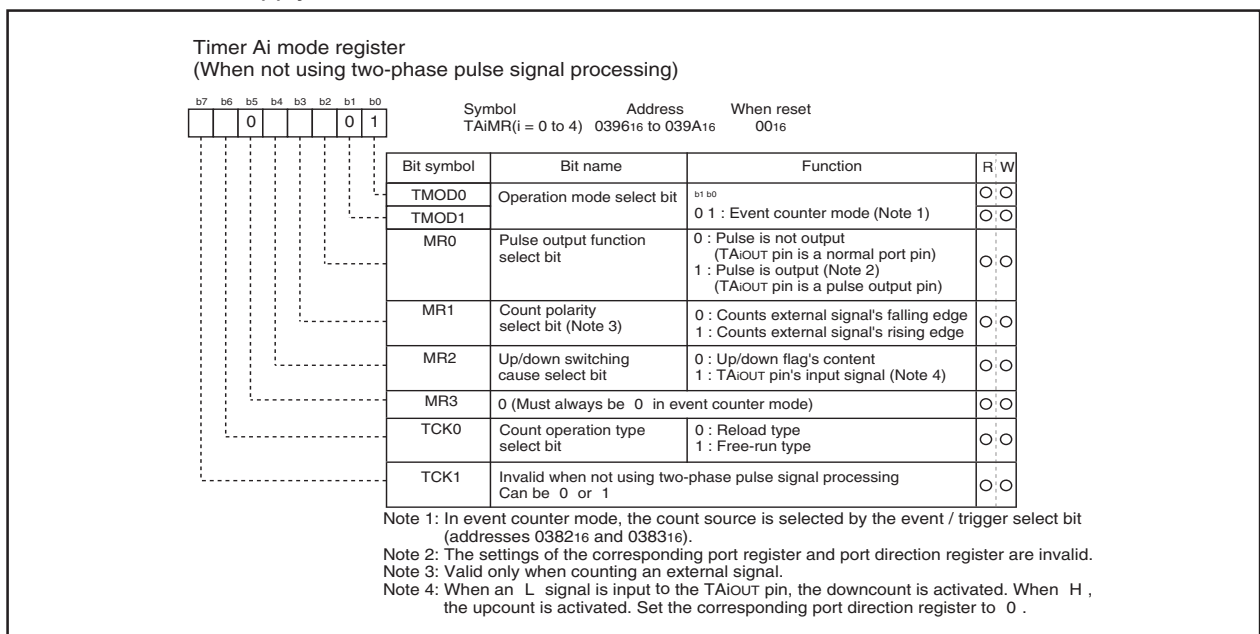 Timer Ai mode register
(When not using two-phase pulse signal processing)
b7 b6 b5 b4 b3 b2 b1 b0
0 0 1
Symbol Address When reset
TAiMR(i = 0 to 4) 039616 to 039A16 0016
Bit symbol Bit name Function R W
TMOD0 Operation mode select bit b1 b0
TMOD1 0 1 : Event counter mode (Note 1)
MR0 Pulse output function select bit 0 : Pulse is not output
(TAiOUT pin is a normal port pin)
1 : Pulse is output (Note 2)
(TAiOUT pin is a pulse output pin)
MR1 Count polarity select bit (Note 3) 0 : Counts external signal's falling edge
1 : Counts external signal's rising edge
MR2 Up/down switching cause select bit 0 : Up/down flag's content
1 : TAiOUT pin's input signal (Note 4)
MR3 0 (Must always be 0 in event counter mode)
TCK0 Count operation type select bit 0 : Reload type
1 : Free-run type
TCK1 Invalid when not using two-phase pulse signal processing
Can be 0 or 1
Note 1: In event counter mode, the count source is selected by the event / trigger select bit
(addresses 038216 and 038316).
Note 2: The settings of the corresponding port register and port direction register are invalid.
Note 3: Valid only when counting an external signal.
Note 4: When an L signal is input to the TAiOUT pin, the downcount is activated. When H ,
the upcount is activated. Set the corresponding port direction register to 0 .